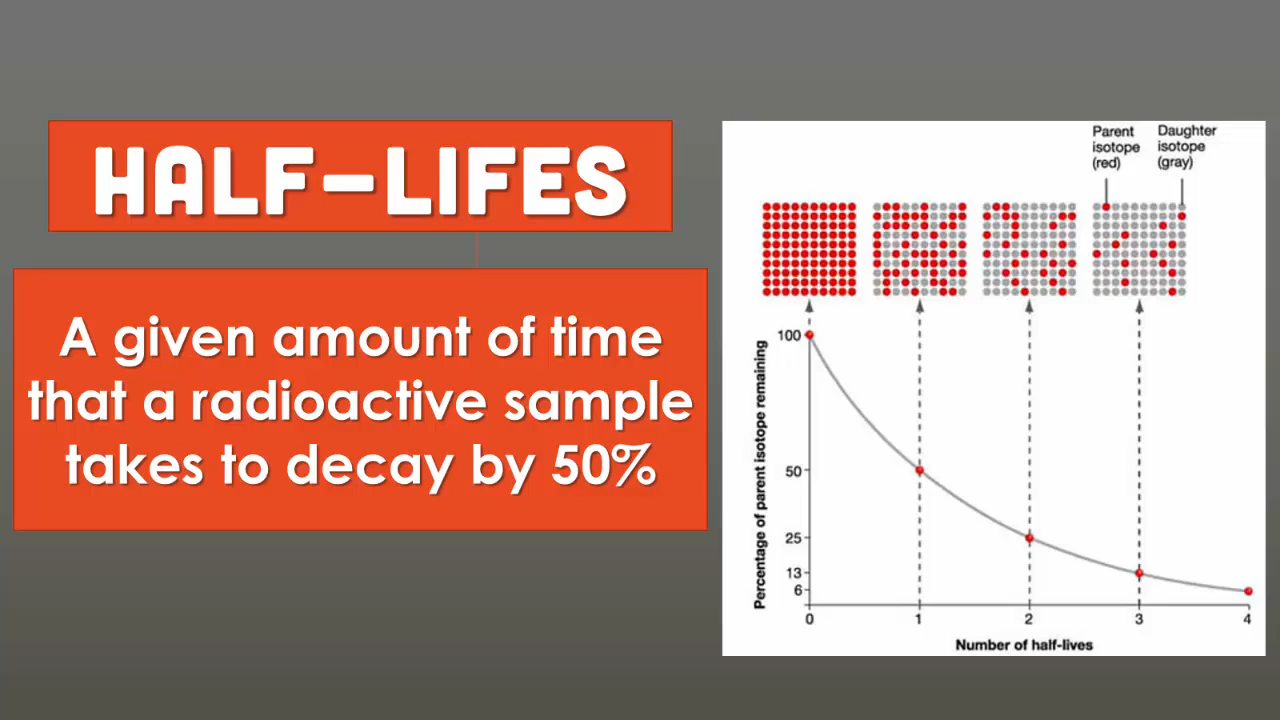 HALF-LIFES
A given amount of time
that a radioactive sample
takes to decay by 50%
Parent
isotope
(red)
Daughter
isotope
(gray)
Percentage of parent isotope remaining
100
50
25
13
6
0 1 2 3 4
Number of half-lives